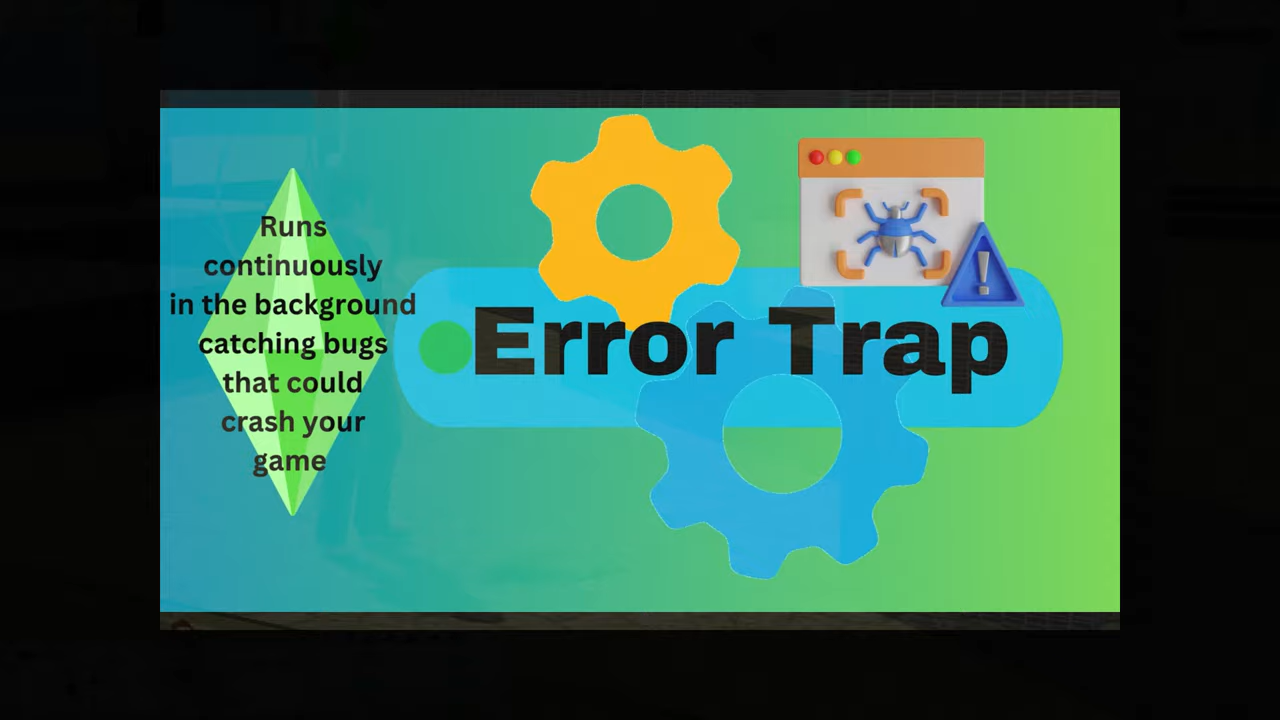 Runs
continuously
in the background
catching bugs
that could
crash your
game
Error Trap